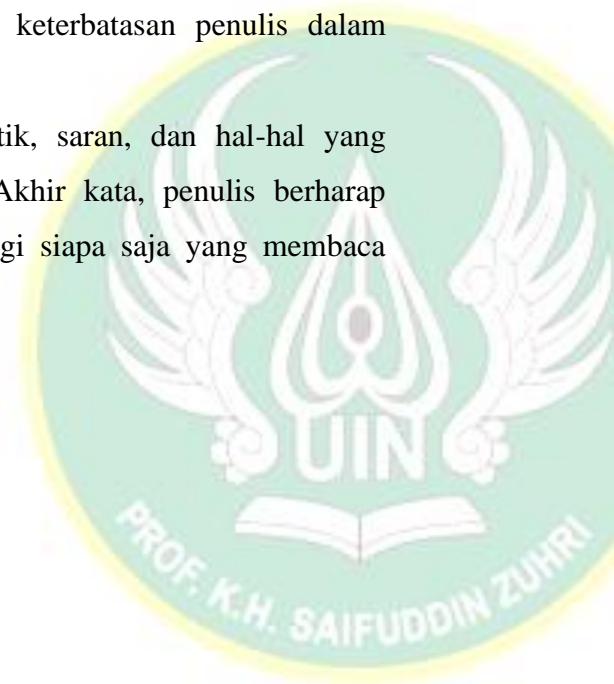 keterbatasan penulis dalam
tik, saran, dan hal-hal yang
Akhir kata, penulis berharap
gi siapa saja yang membaca
UIN
PROF. K.H. SAIFUDDIN ZUHRI